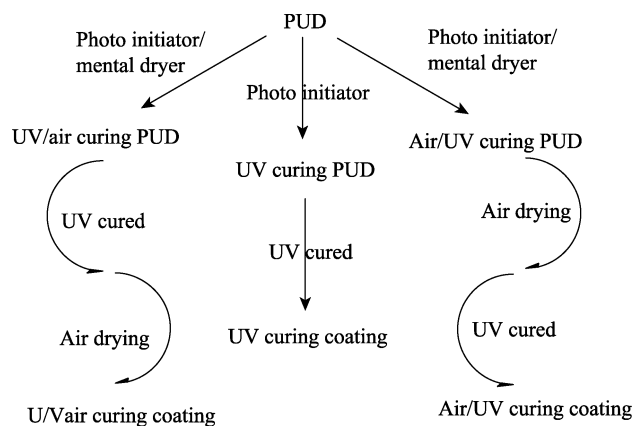 PUD
Photo initiator/
mental dryer
Photo initiator
Photo initiator/
mental dryer
UV/air curing PUD
UV curing PUD
Air/UV curing PUD
UV cured
UV cured
Air drying
Air drying
UV curing coating
UV cured
U/Vair curing coating
Air/UV curing coating